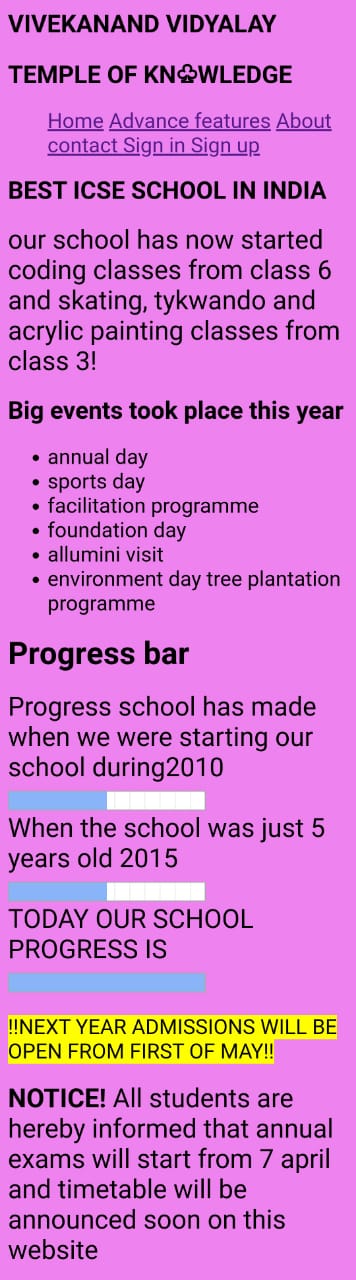 VIVEKANAND VIDYALAY
TEMPLE OF KN♧WLEDGE
Home Advance features About
contact Sign in Sign up
BEST ICSE SCHOOL IN INDIA
our school has now started
coding classes from class 6
and skating, tykwando and
acrylic painting classes from
class 3!
Big events took place this year
• annual day
• sports day
• facilitation programme
• foundation day
• allumini visit
• environment day tree plantation
programme
Progress bar
Progress school has made
when we were starting our
school during2010
When the school was just 5
years old 2015
TODAY OUR SCHOOL
PROGRESS IS
!!NEXT YEAR ADMISSIONS WILL BE
OPEN FROM FIRST OF MAY!!
NOTICE! All students are
hereby informed that annual
exams will start from 7 april
and timetable will be
announced soon on this
website